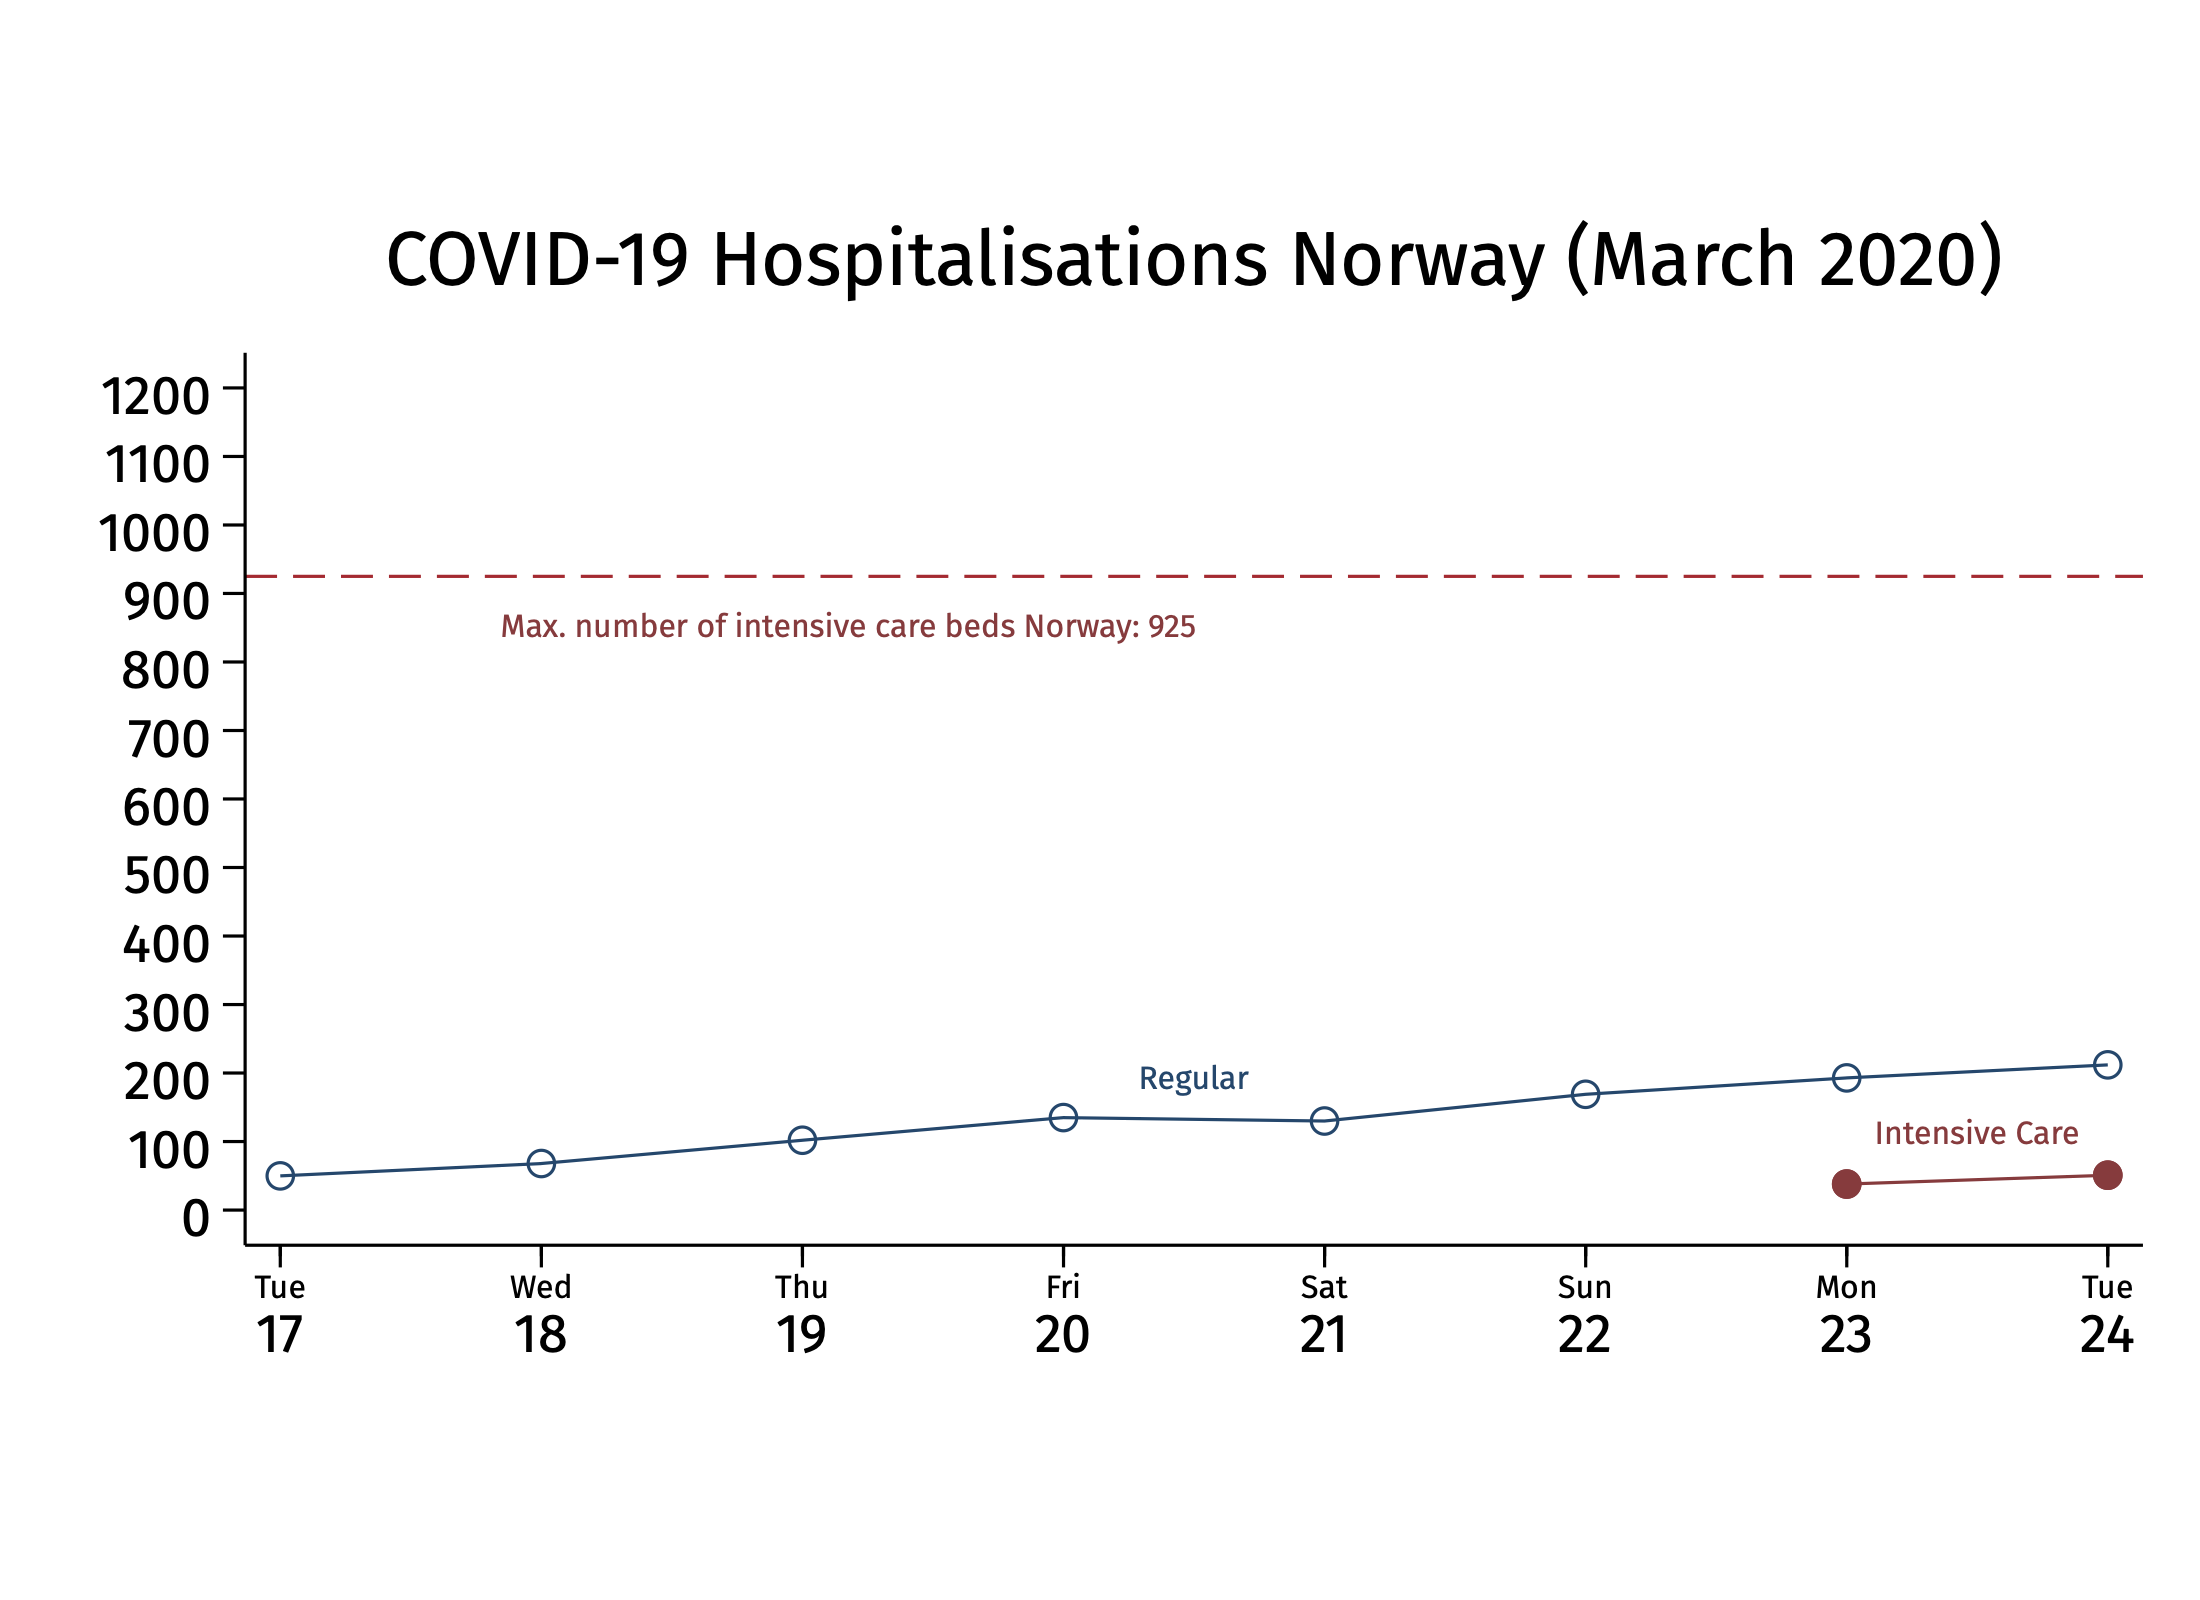 COVID-19 Hospitalisations Norway (March 2020)
1200
1100
1000
900
Max. number of intensive care beds Norway: 925
800
700
600
500
400
300
200
Regular
100
Intensive Care
0
Tue Wed Thu Fri Sat Sun Mon Tue
17 18 19 20 21 22 23 24